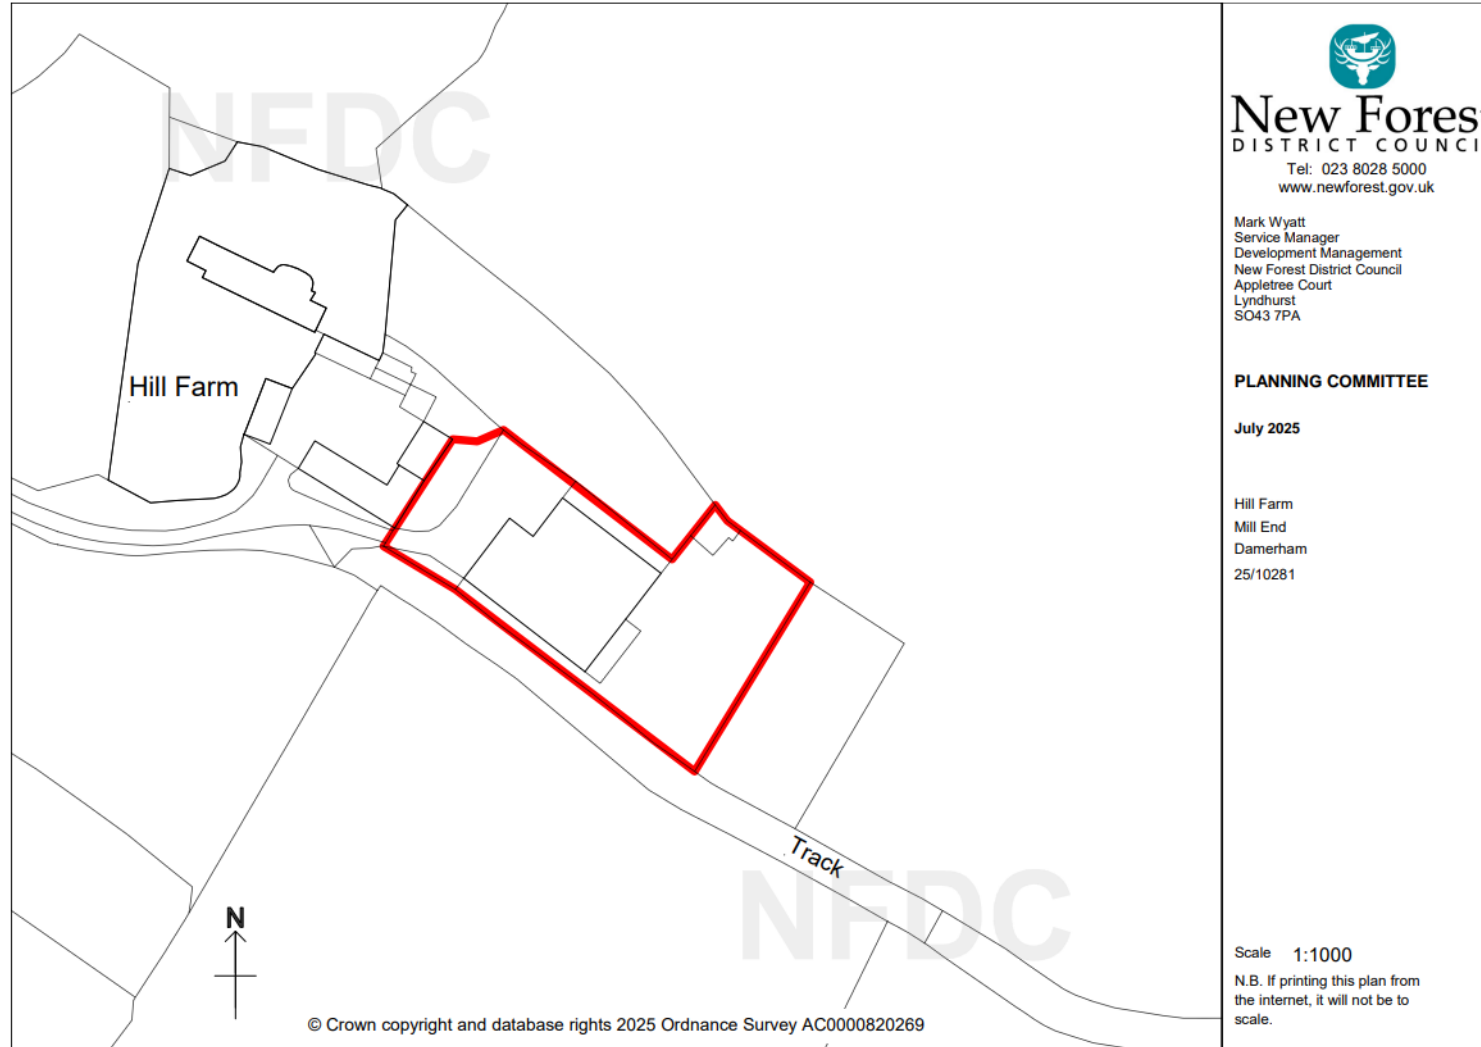 NFDC
Hill Farm
Track
NFDC
N
© Crown copyright and database rights 2025 Ordnance Survey AC0000820269
New Fores
DISTRICT COUNCI
Tel: 023 8028 5000
www.newforest.gov.uk
Mark Wyatt
Service Manager
Development Management
New Forest District Council
Appletree Court
Lyndhurst
SO43 7PA
PLANNING COMMITTEE
July 2025
Hill Farm
Mill End
Damerham
25/10281
Scale 1:1000
N.B. If printing this plan from
the internet, it will not be to
scale.